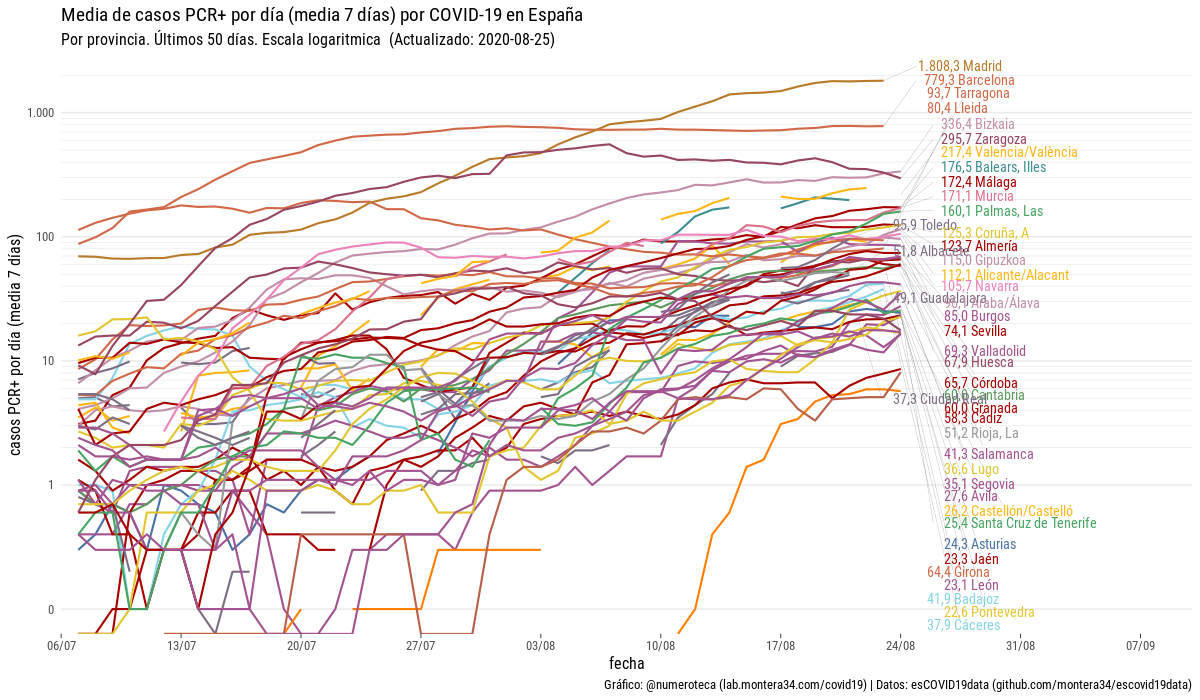 Media de casos PCR+ por día (media 7 días) por COVID-19 en España
Por provincia. Últimos 50 días. Escala logaritmica (Actualizado: 2020-08-25)
casos PCR+ por día (media 7 días)
1.000
100
10
1
0
1.808,3 Madrid
779,3 Barcelona
93,7 Tarragona
80,4 Lleida
336,4 Bizkaia
295,7 Zaragoza
217,4 Valencia/València
176,5 Balears, Illes
172,4 Málaga
171,1 Murcia
160,1 Palmas, Las
95,9 Toledo
125,3 Coruña, A
123,7 Almería
81,8 Albacete
115,0 Gipuzkoa
112,1 Alicante/Alacant
105,7 Navarra
49,1 Guadalajara
98,9 Araba/Álava
85,0 Burgos
74,1 Sevilla
69,3 Valladolid
67,9 Huesca
65,7 Córdoba
Cantabria
37,3 Ciudad Real
60,0 Granada
58,3 Cádiz
51,2 Rioja, La
41,3 Salamanca
36,6 Lugo
35,1 Segovia
27,6 Ávila
26,2 Castellón/Castelló
25,4 Santa Cruz de Tenerife
24,3 Asturias
23,3 Jaén
64,4 Girona
23,1 León
41,9 Badajoz
22,6 Pontevedra
37,9 Cáceres
06/07
13/07
20/07
27/07
03/08
10/08
17/08
24/08
31/08
07/09
fecha
Gráfico: @numeroteca (lab.montera34.com/covid19) | Datos: esCOVID19data (github.com/montera34/escovid19data)